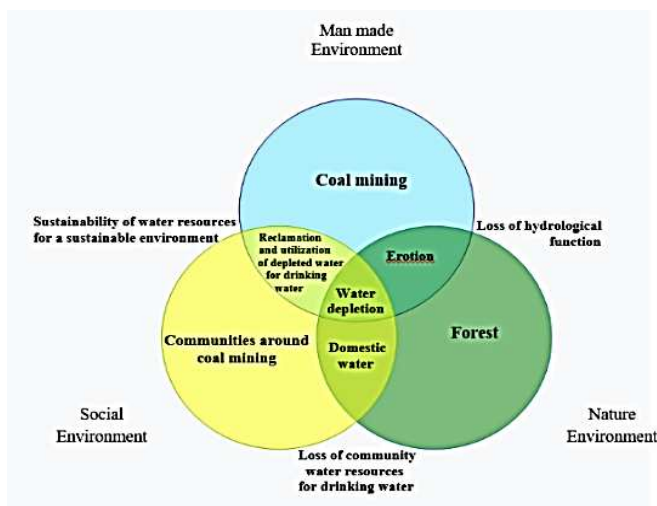 Man made
Environment
Coal mining
Sustainability of water resources
for a sustainable environment
Loss of hydrological
function
Reclamation
and utilization
of depleted water
for drinking
water
Erotion
Water
depletion
Communities around
coal mining
Domestic
water
Forest
Social
Environment
Nature
Environment
Loss of community
water resources
for drinking water